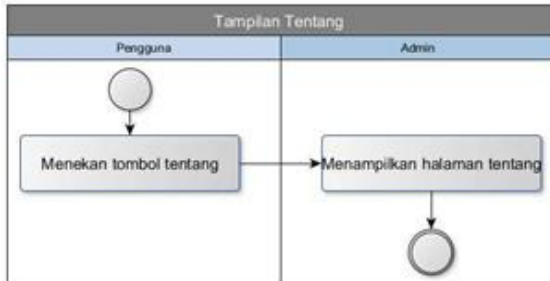 Tampilan Tentang
Pengguna
Admin
Menekan tombol tentang
Menampilkan halaman tentang